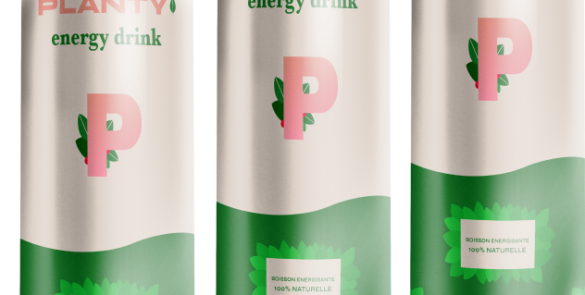 PLANTY
energy drink
P
energy drink
P
BOISSON ÉNERGISANTE
100% NATURELLE
P
BOISSON ÉNERGISANTE
100% NATURELLE